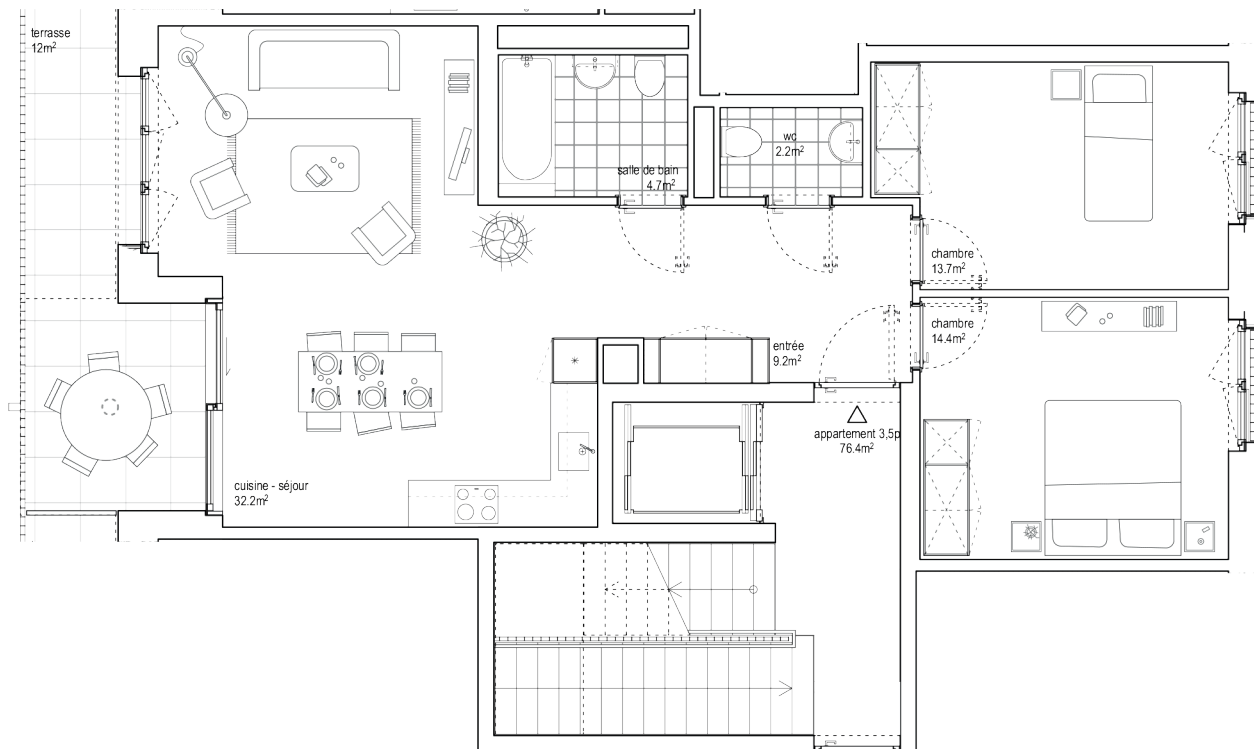 terrasse
12m²
wc
2.2m²
salle de bain
4.7m²
chambre
13.7m²
chambre
14.4m²
entrée
9.2m²
appartement 3,5p
76.4m²
cuisine - séjour
32.2m²